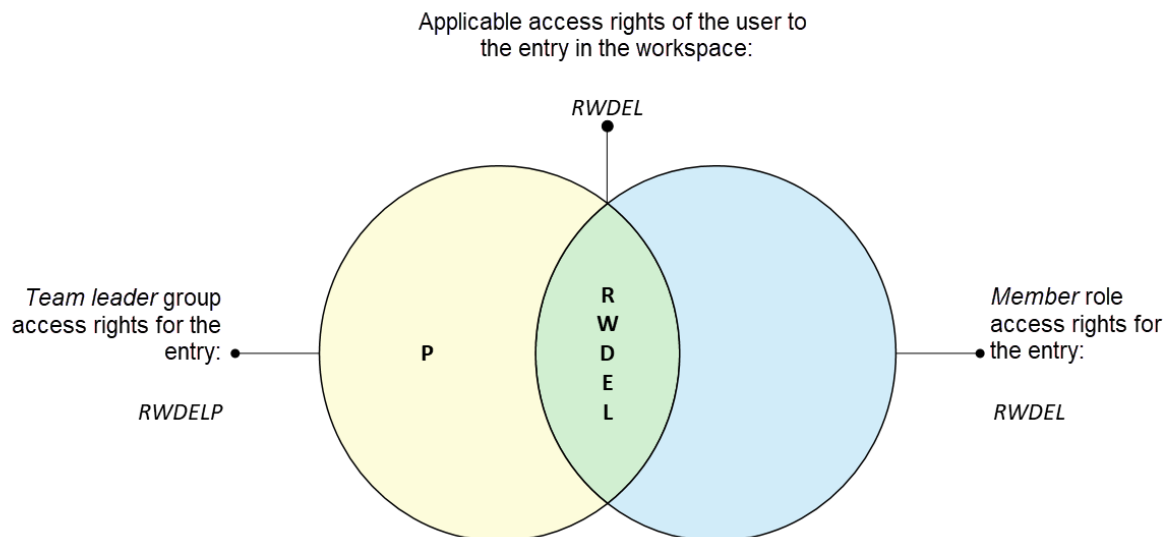 Applicable access rights of the user to
the entry in the workspace:
RWDEL
Team leader group
access rights for the
entry:
RWDELP
P
R
W
D
E
L
Member role
access rights for
the entry:
RWDEL